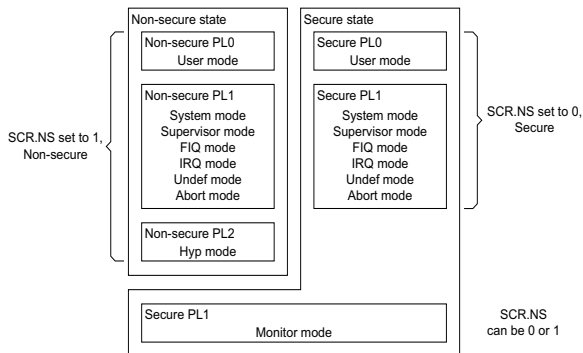 Non-secure state
Non-secure PL0
User mode
Non-secure PL1
System mode
Supervisor mode
FIQ mode
IRQ mode
Undef mode
Abort mode
Non-secure PL2
Hyp mode
SCR.NS set to 1,
Non-secure
Secure state
Secure PL0
User mode
Secure PL1
System mode
Supervisor mode
FIQ mode
IRQ mode
Undef mode
Abort mode
SCR.NS set to 0,
Secure
Secure PL1
Monitor mode
SCR.NS
can be 0 or 1